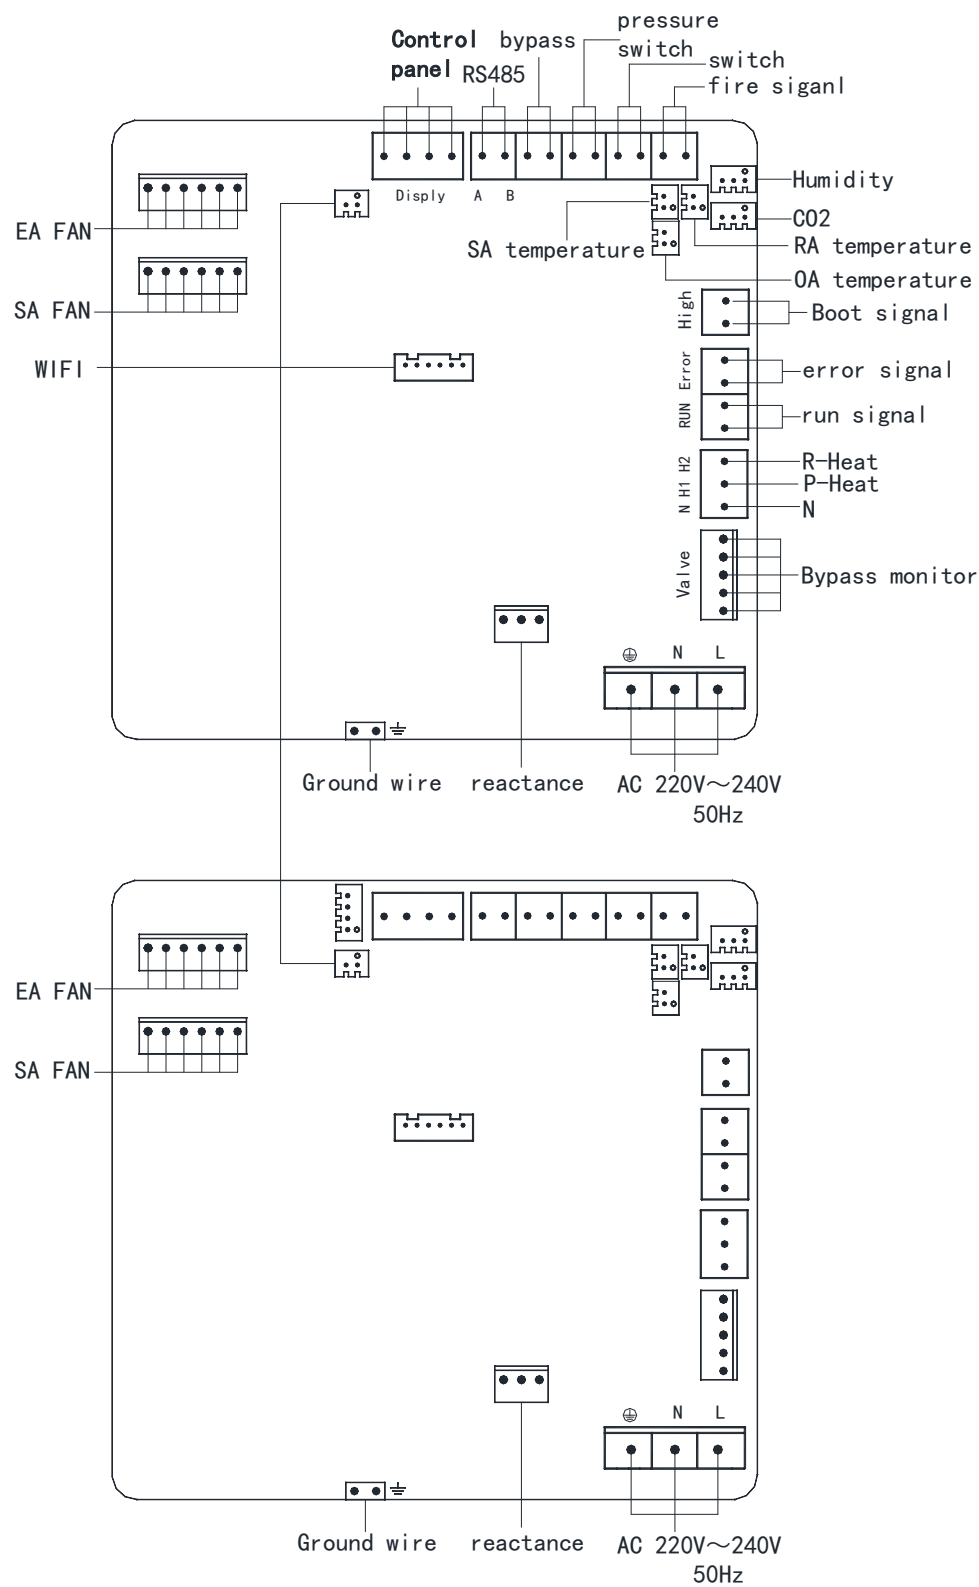 pressure
Control bypass switch
panel RS485 switch
fire siganl
Humidity
Disply A B
CO2
EA FAN
SA temperature RA temperature
OA temperature
High
SA FAN Boot signal
WIFI Error error signal
RUN run signal
R-Heat
N H1 H2 P-Heat
N
Valve Bypass monitor
N L
Ground wire reactance AC 220V～240V
50Hz
EA FAN
SA FAN
N L
Ground wire reactance AC 220V～240V
50Hz